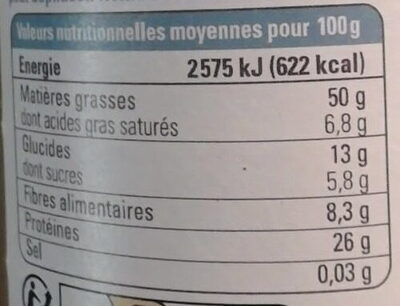 Valeurs nutritionnelles moyennes pour 100 g
Energie 2575 kJ (622 kcal)
Matières grasses 50 g
dont acides gras saturés 6,8 g
Glucides 13 g
dont sucres 5,8 g
Fibres alimentaires 8,3 g
Protéines 26 g
Sel 0,03 g